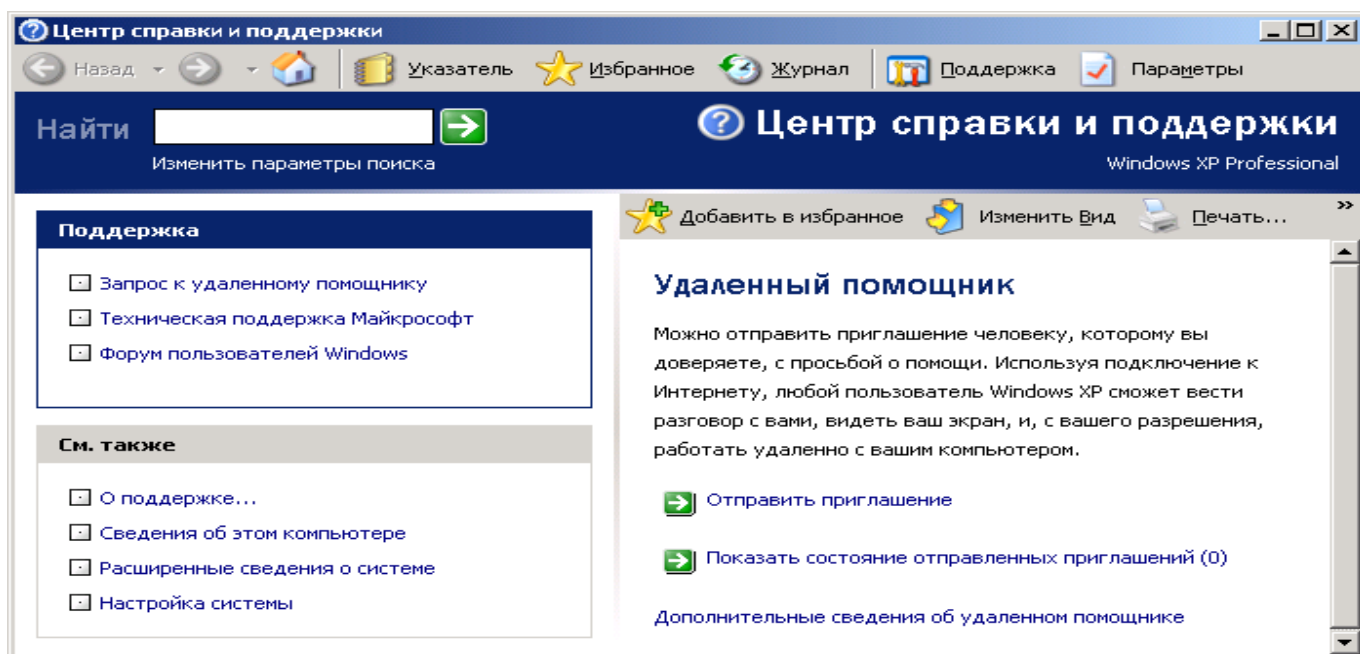 Центр справки и поддержки
Назад Указатель Избранное Журнал Поддержка Параметры
Найти
Изменить параметры поиска
Центр справки и поддержки
Windows XP Professional
Поддержка
Запрос к удаленному помощнику
Техническая поддержка Майкрософт
Форум пользователей Windows
См. также
О поддержке...
Сведения об этом компьютере
Расширенные сведения о системе
Настройка системы
Добавить в избранное Изменить Вид Печать... »
Удаленный помощник
Можно отправить приглашение человеку, которому вы
доверяете, с просьбой о помощи. Используя подключение к
Интернету, любой пользователь Windows XP сможет вести
разговор с вами, видеть ваш экран, и, с вашего разрешения,
работать удаленно с вашим компьютером.
Отправить приглашение
Показать состояние отправленных приглашений (0)
Дополнительные сведения об удаленном помощнике